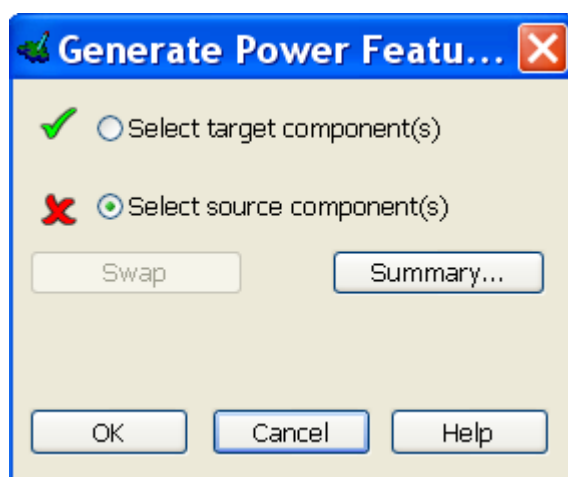 Generate Power Featu...
Select target component(s)
Select source component(s)
Swap Summary...
OK Cancel Help